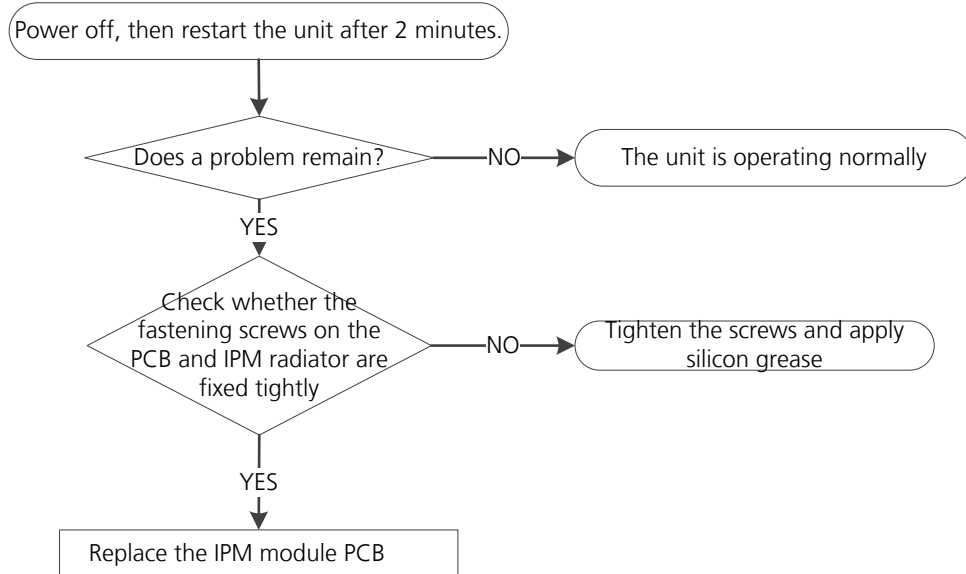 Power off, then restart the unit after 2 minutes.
Does a problem remain?
NO
The unit is operating normally
YES
Check whether the
fastening screws on the
PCB and IPM radiator are
fixed tightly
NO
Tighten the screws and apply
silicon grease
YES
Replace the IPM module PCB